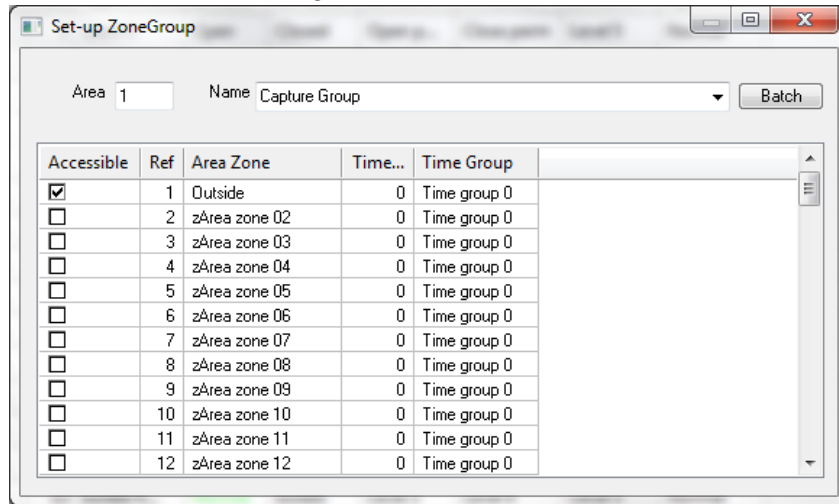 Set-up ZoneGroup
Area 1 Name Capture Group Batch
Accessible Ref Area Zone Time... Time Group
1 Outside 0 Time group 0
2 zArea zone 02 0 Time group 0
3 zArea zone 03 0 Time group 0
4 zArea zone 04 0 Time group 0
5 zArea zone 05 0 Time group 0
6 zArea zone 06 0 Time group 0
7 zArea zone 07 0 Time group 0
8 zArea zone 08 0 Time group 0
9 zArea zone 09 0 Time group 0
10 zArea zone 10 0 Time group 0
11 zArea zone 11 0 Time group 0
12 zArea zone 12 0 Time group 0